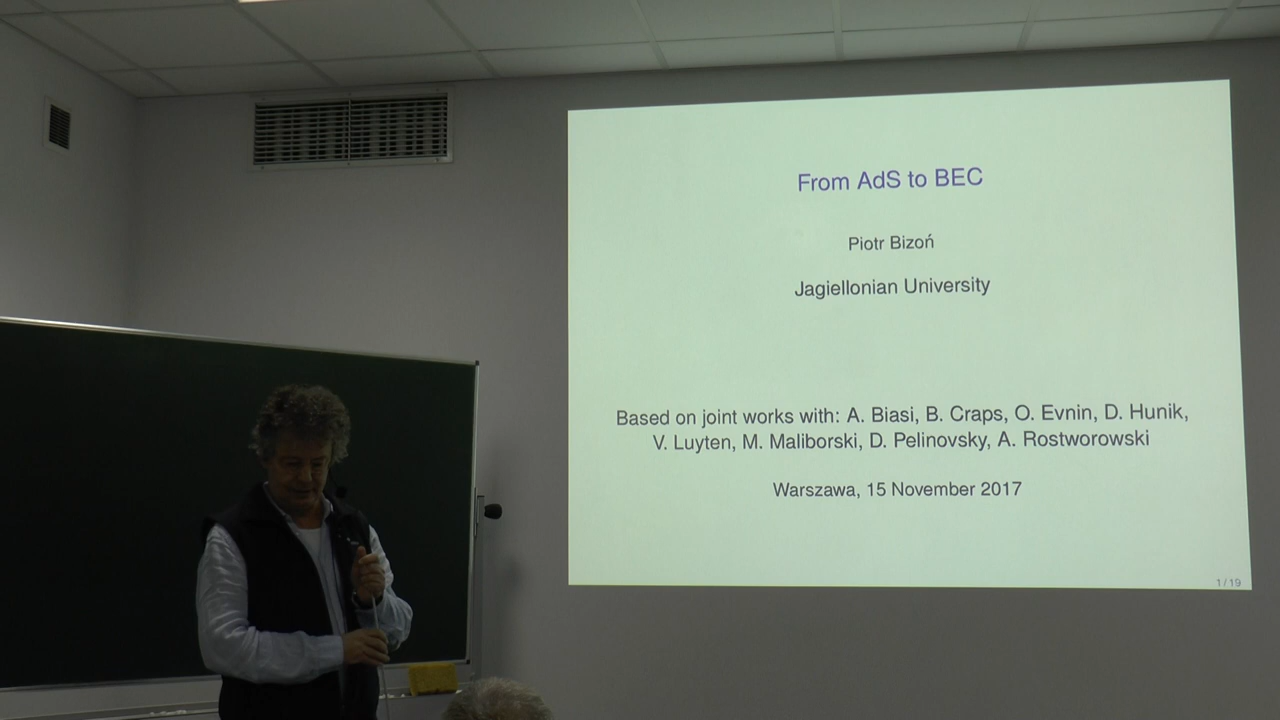 From AdS to BEC
Piotr Bizoń
Jagiellonian University
Based on joint works with: A. Biasi, B. Craps, O. Evnin, D. Hunik,
V. Luyten, M. Maliborski, D. Pelinovsky, A. Rostworowski
Warszawa, 15 November 2017
1 / 19